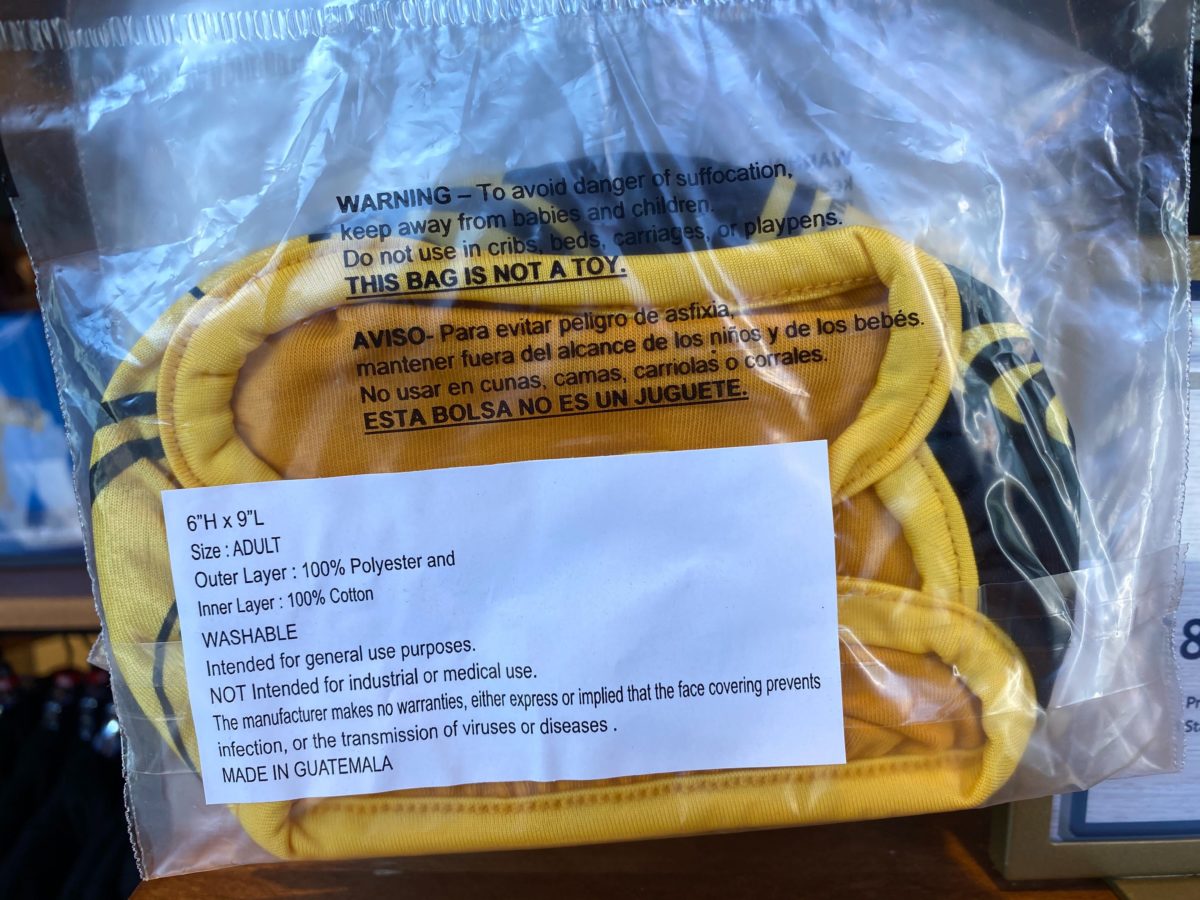 WARNING – To avoid danger of suffocation,
keep away from babies and children.
Do not use in cribs, beds, carriages, or playpens.
THIS BAG IS NOT A TOY.
AVISO- Para evitar peligro de asfixia,
mantener fuera del alcance de los niños y de los bebés.
No usar en cunas, camas, carriolas o corrales.
ESTA BOLSA NO ES UN JUGUETE.
6”H x 9”L
Size : ADULT
Outer Layer : 100% Polyester and
Inner Layer : 100% Cotton
WASHABLE
Intended for general use purposes.
NOT Intended for industrial or medical use.
The manufacturer makes no warranties, either express or implied that the face covering prevents
infection, or the transmission of viruses or diseases .
MADE IN GUATEMALA
8